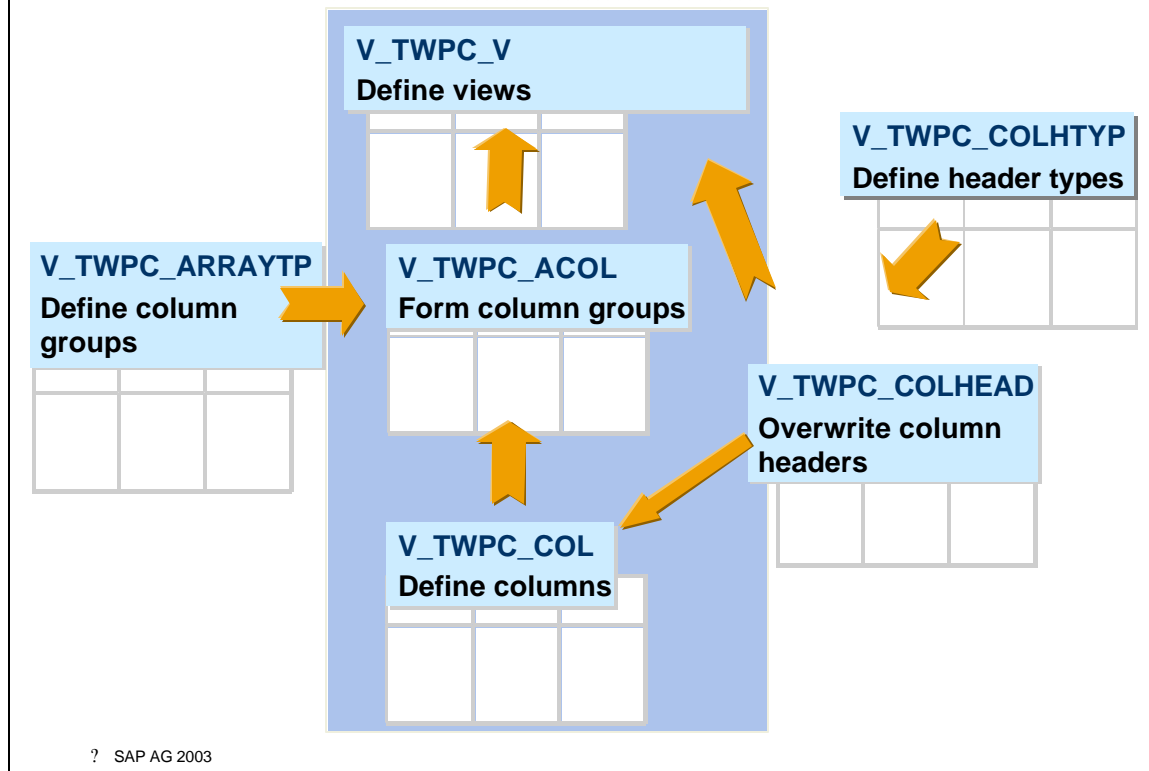 V_TWPC_V
Define views
V_TWPC_COLHTYP
Define header types
V_TWPC_ARRAYTP
Define column
groups
V_TWPC_ACOL
Form column groups
V_TWPC_COLHEAD
Overwrite column
headers
V_TWPC_COL
Define columns
? SAP AG 2003